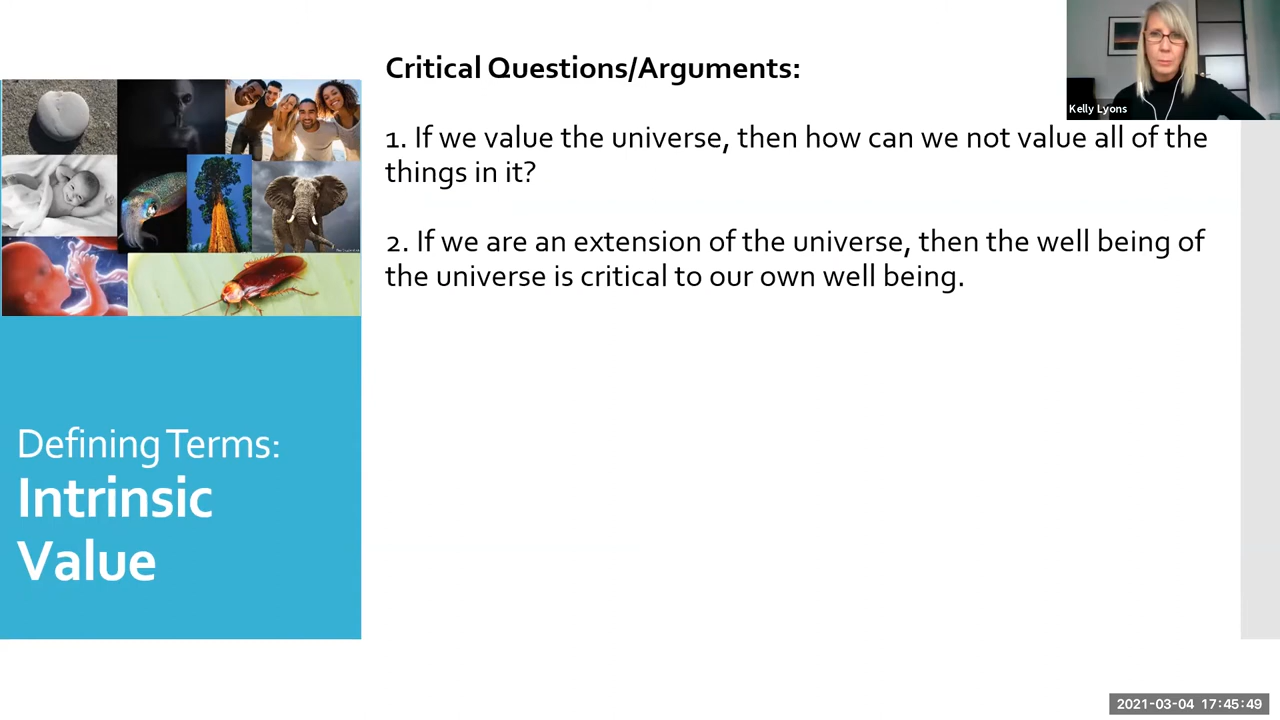 Critical Questions/Arguments:
1. If we value the universe, then how can we not value all of the
things in it?
2. If we are an extension of the universe, then the well being of
the universe is critical to our own well being.
Defining Terms:
Intrinsic
Value
Kelly Lyons
2021-03-04 17:45:49